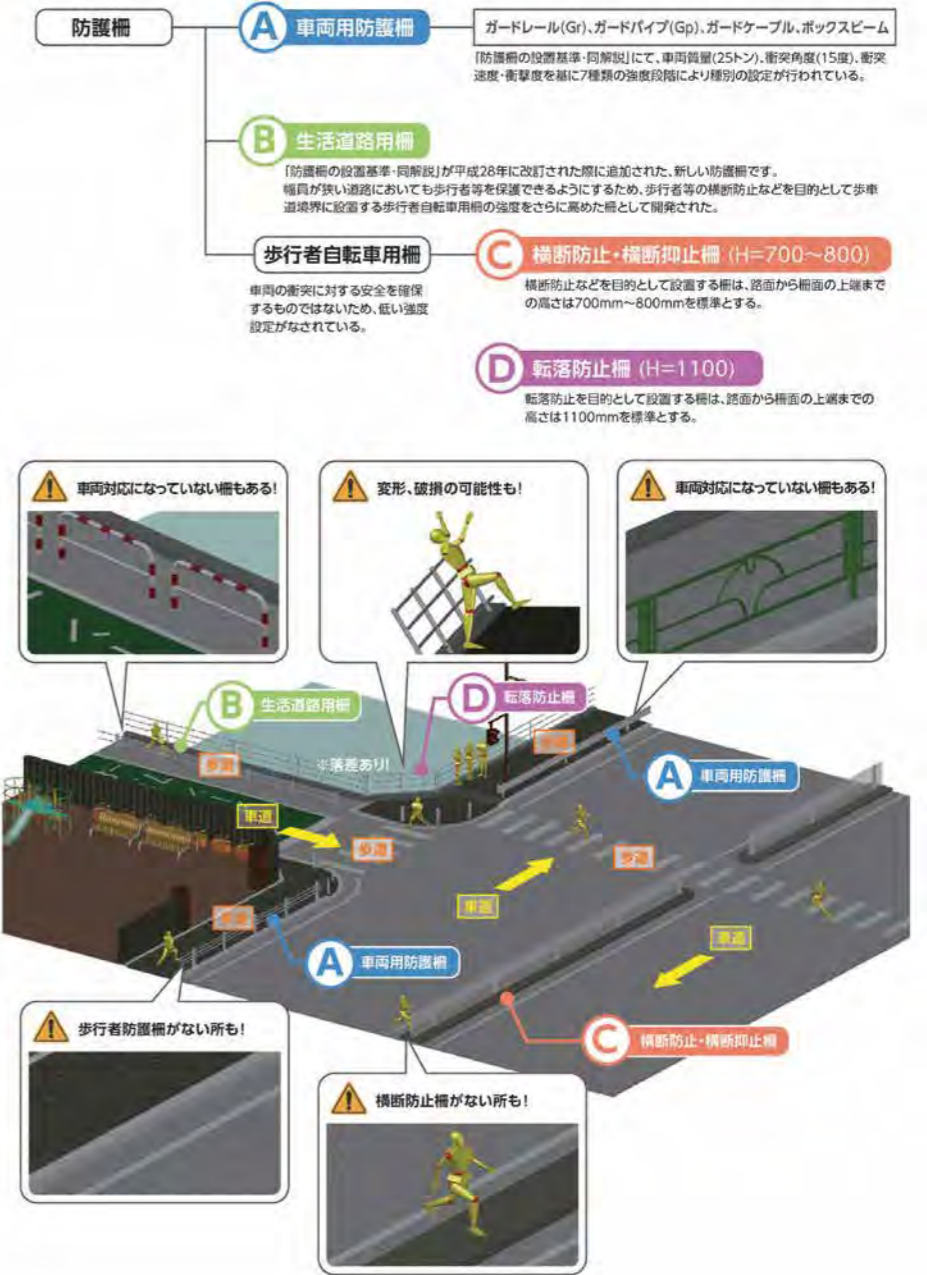 防護柵
A 車両用防護柵
ガードレール(Gr)、ガードパイプ(Gp)、ガードケーブル、ボックスビーム
「防護柵の設置基準・同解説」にて、車両質量(25トン)、衝突角度(15度)、衝突
速度・衝撃度を基に7種類の強度段階により種別の設定が行われている。
B 生活道路用柵
「防護柵の設置基準・同解説」が平成28年に改訂された際に追加された、新しい防護柵です。
幅員が狭い道路においても歩行者等を保護できるようにするため、歩行者等の横断防止などを目的として歩車
道境界に設置する歩行者自転車用柵の強度をさらに高めた柵として開発された。
歩行者自転車用柵
車両の衝突に対する安全を確保
するものではないため、低い強度
設定がなされている。
C 横断防止・横断抑止柵 (H=700〜800)
横断防止などを目的として設置する柵は、路面から柵面の上端まで
の高さは700mm〜800mmを標準とする。
D 転落防止柵 (H=1100)
転落防止を目的として設置する柵は、路面から柵面の上端までの
高さは1100mmを標準とする。
車両対応になっていない柵もある!
変形、破損の可能性も!
車両対応になっていない柵もある!
B 生活道路用柵
D 転落防止柵
歩道
歩道
※落差あり!
A 車両用防護柵
車道
歩道
歩道
車道
歩道
車道
A 車両用防護柵
歩行者防護柵がない所も!
C 横断防止・横断抑止柵
横断防止柵がない所も!